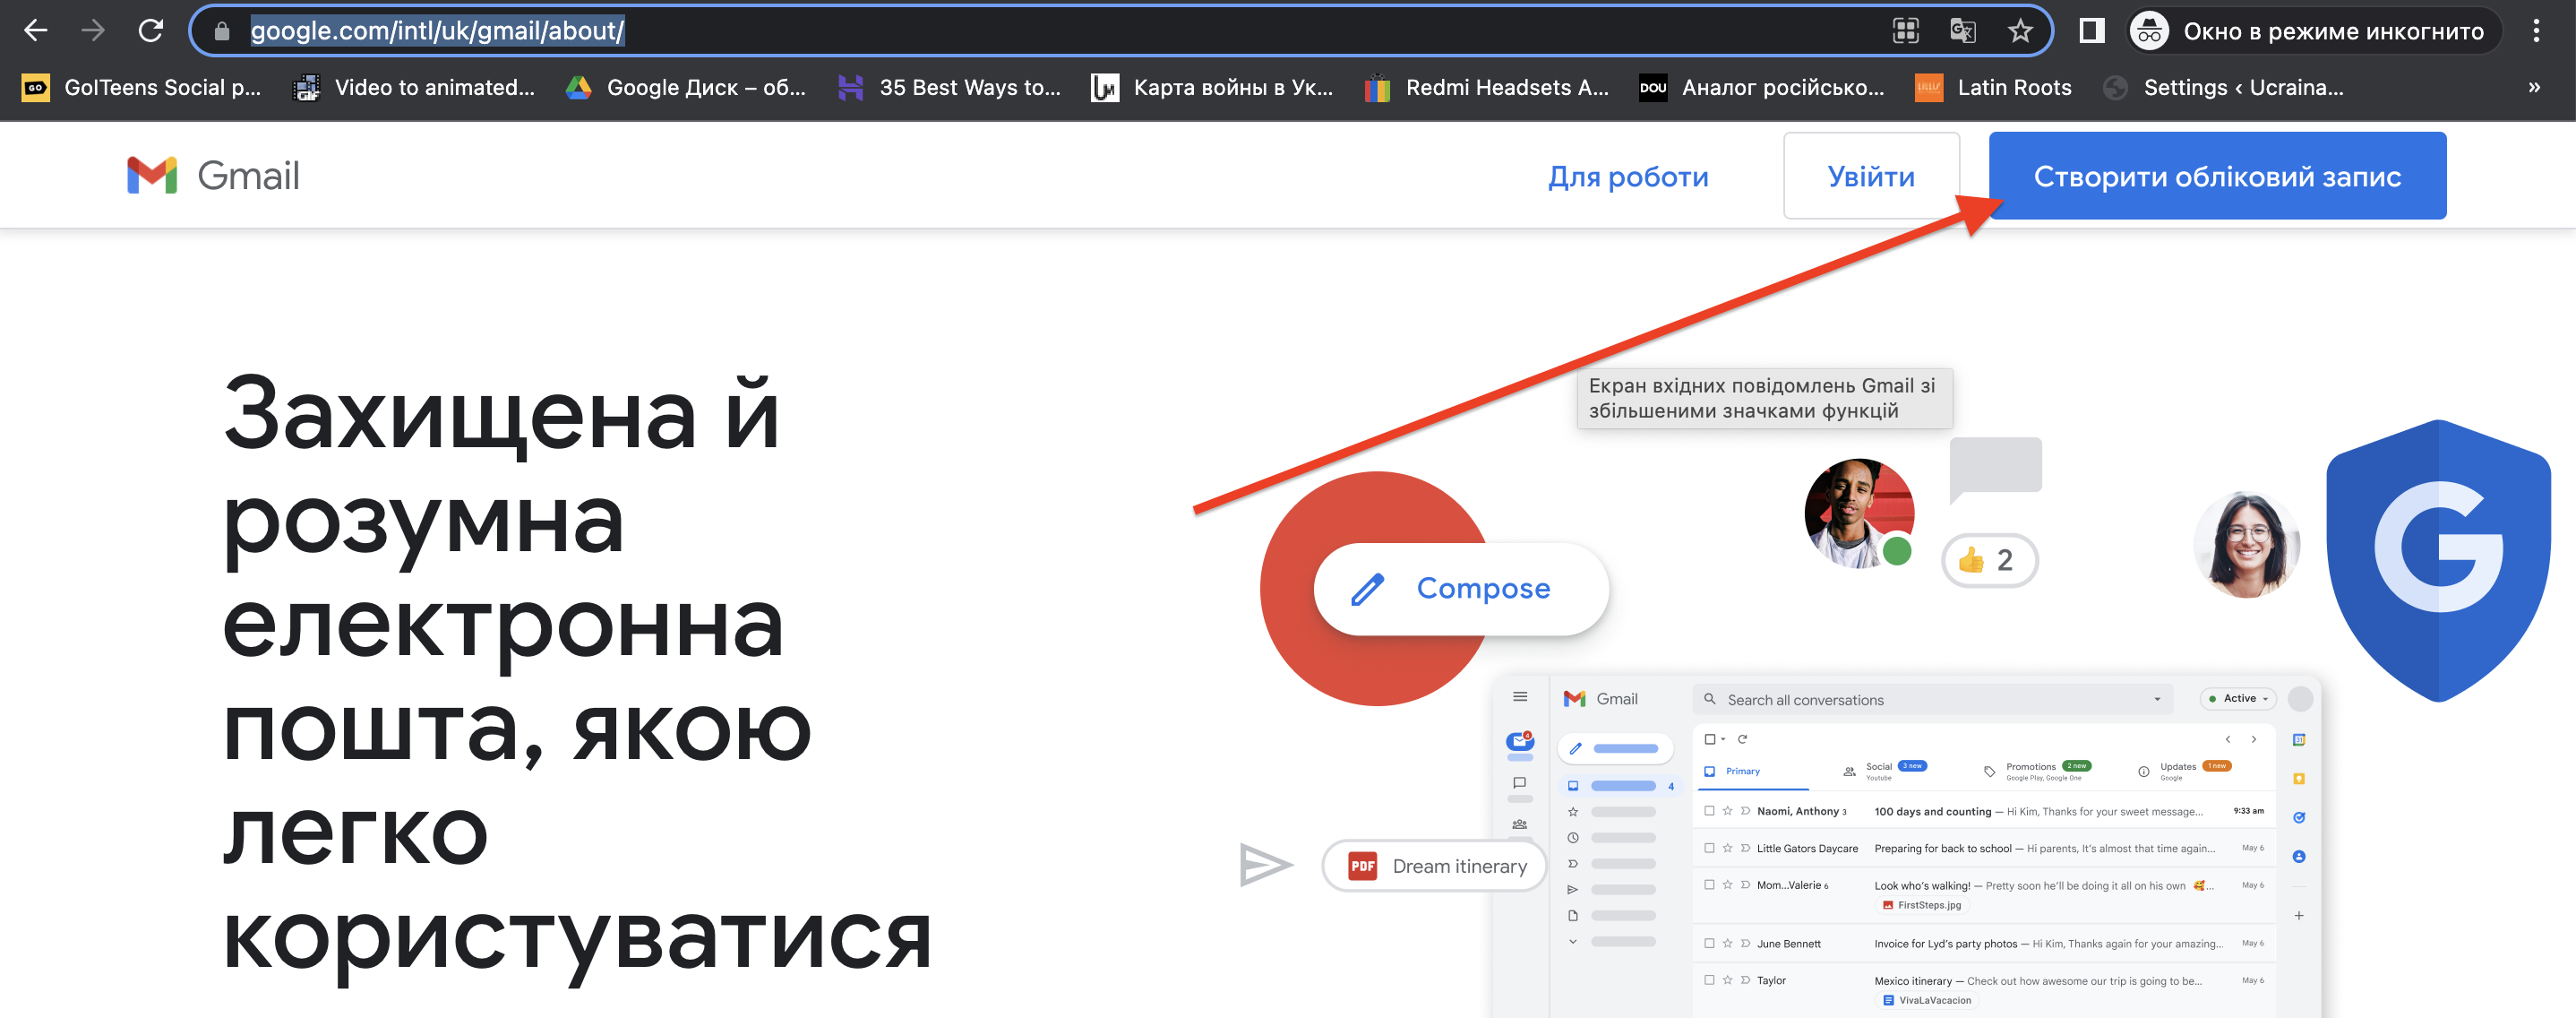 google.com/intl/uk/gmail/about/
Окно в режиме инкогнито
GoITeens Social p...
Video to animated...
Google Диск – об...
35 Best Ways to...
Карта войны в Ук...
Redmi Headsets A...
DOU
Аналог російсько...
Latin Roots
Settings ‹ Ucraina...
»
Gmail
Для роботи
Увійти
Створити обліковий запис
Захищена й
розумна
електронна
пошта, якою
легко
користуватися
Екран вхідних повідомлень Gmail зі
збільшеними значками функцій
2
G
Compose
Gmail
Search all conversations
Active
Primary
Social
3 new
Youtube
Promotions
2 new
Google Play, Google One
Updates
1 new
Google
4
4
Naomi, Anthony 3
100 days and counting — Hi Kim, Thanks for your sweet message...
9:33 am
Little Gators Daycare
Preparing for back to school — Hi parents, It's almost that time again...
May 6
PDF
Dream itinerary
Mom...Valerie 6
Look who's walking! — Pretty soon he'll be doing it all on his own 🥰...
May 6
FirstSteps.jpg
June Bennett
Invoice for Lyd's party photos — Hi Kim, Thanks again for your amazing...
May 6
Taylor
Mexico itinerary — Check out how awesome our trip is going to be...
May 6
VivaLaVacacion